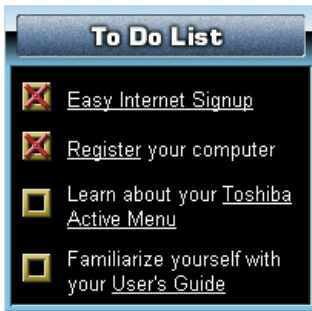 To Do List
Easy Internet Signup
Register your computer
Learn about your Toshiba
Active Menu
Familiarize yourself with
your User's Guide